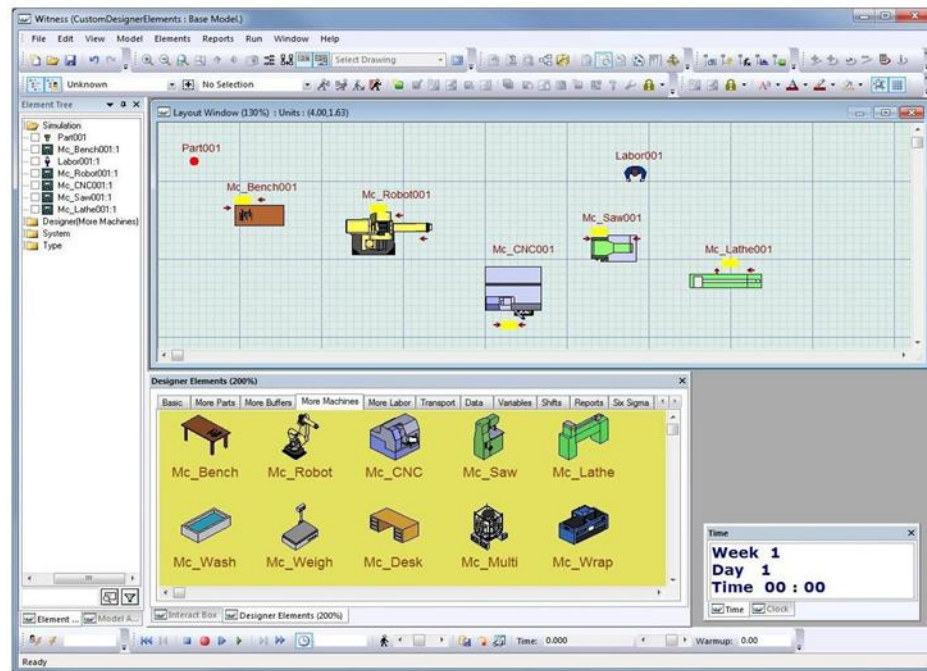 Witness (CustomDesignerElements : Base Model.)
File Edit View Model Elements Reports Run Window Help
Select Drawing
Unknown No Selection
Element Tree
Simulation
Part001
Mc_Bench001:1
Labor001:1
Mc_Robot001:1
Mc_CNC001:1
Mc_Saw001:1
Mc_Lathe001:1
Designer(More Machines)
System
Type
Element ... Model A...
Layout Window (130%) : Units : (4.00,1.63)
Part001
Labor001
Mc_Bench001
Mc_Robot001
Mc_Saw001
Mc_CNC001
Mc_Lathe001
Designer Elements (200%)
Basic More Parts More Buffers More Machines More Labor Transport Data Variables Shifts Reports Six Sigma
Mc_Bench Mc_Robot Mc_CNC Mc_Saw Mc_Lathe
Mc_Wash Mc_Weigh Mc_Desk Mc_Multi Mc_Wrap
Interact Box Designer Elements (200%)
Time
Week 1
Day 1
Time 00 : 00
Time Clock
Time: 0.000 Warmup: 0.00
Ready